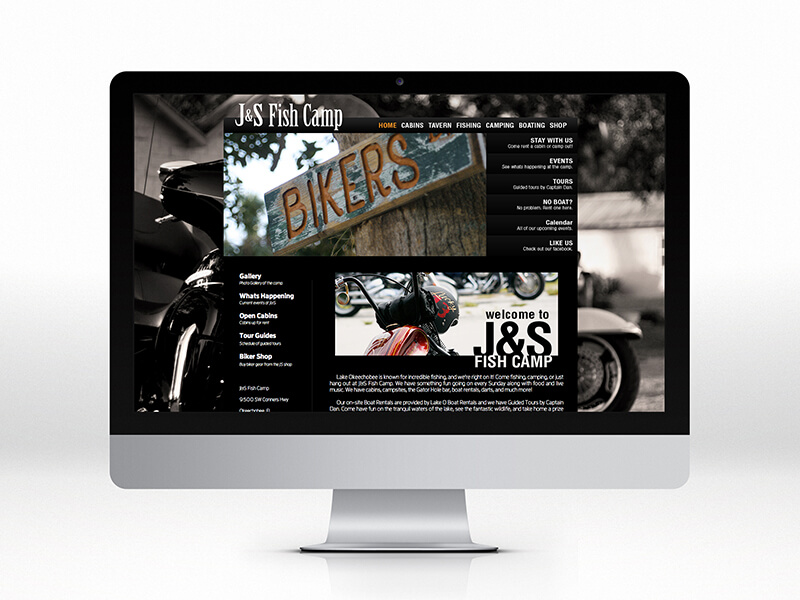 J&S Fish Camp
HOME CABINS TAVERN FISHING CAMPING BOATING SHOP
BIKERS
STAY WITH US
Come rent a cabin or camp out!
EVENTS
See whats happening at the camp.
TOURS
Guided tours by Captain Dan.
NO BOAT?
No problem. Rent one here.
Calendar
All of our upcoming events.
LIKE US
Check out our facebook.
Gallery
Photo Gallery of the camp
Whats Happening
Current events at J&S
Open Cabins
Cabins up for rent
Tour Guides
Schedule of guided tours
Biker Shop
Buy biker gear from the JS shop
J&S Fish Camp
9500 SW Conners Hwy
Okeechobee, fl
welcome to
J&S
FISH CAMP
Lake Okeechobee is known for incredible fishing, and we're right on it! Come fishing, camping, or just
hang out at J&S Fish Camp. We have something fun going on every Sunday along with food and live
music. We have cabins, campsites, the Gator Hole bar, boat rentals, darts, and much more!
Our on-site Boat Rentals are provided by Lake O Boat Rentals and we have Guided Tours by Captain
Dan. Come have fun on the tranquil waters of the lake, see the fantastic wildlife, and take home a prize